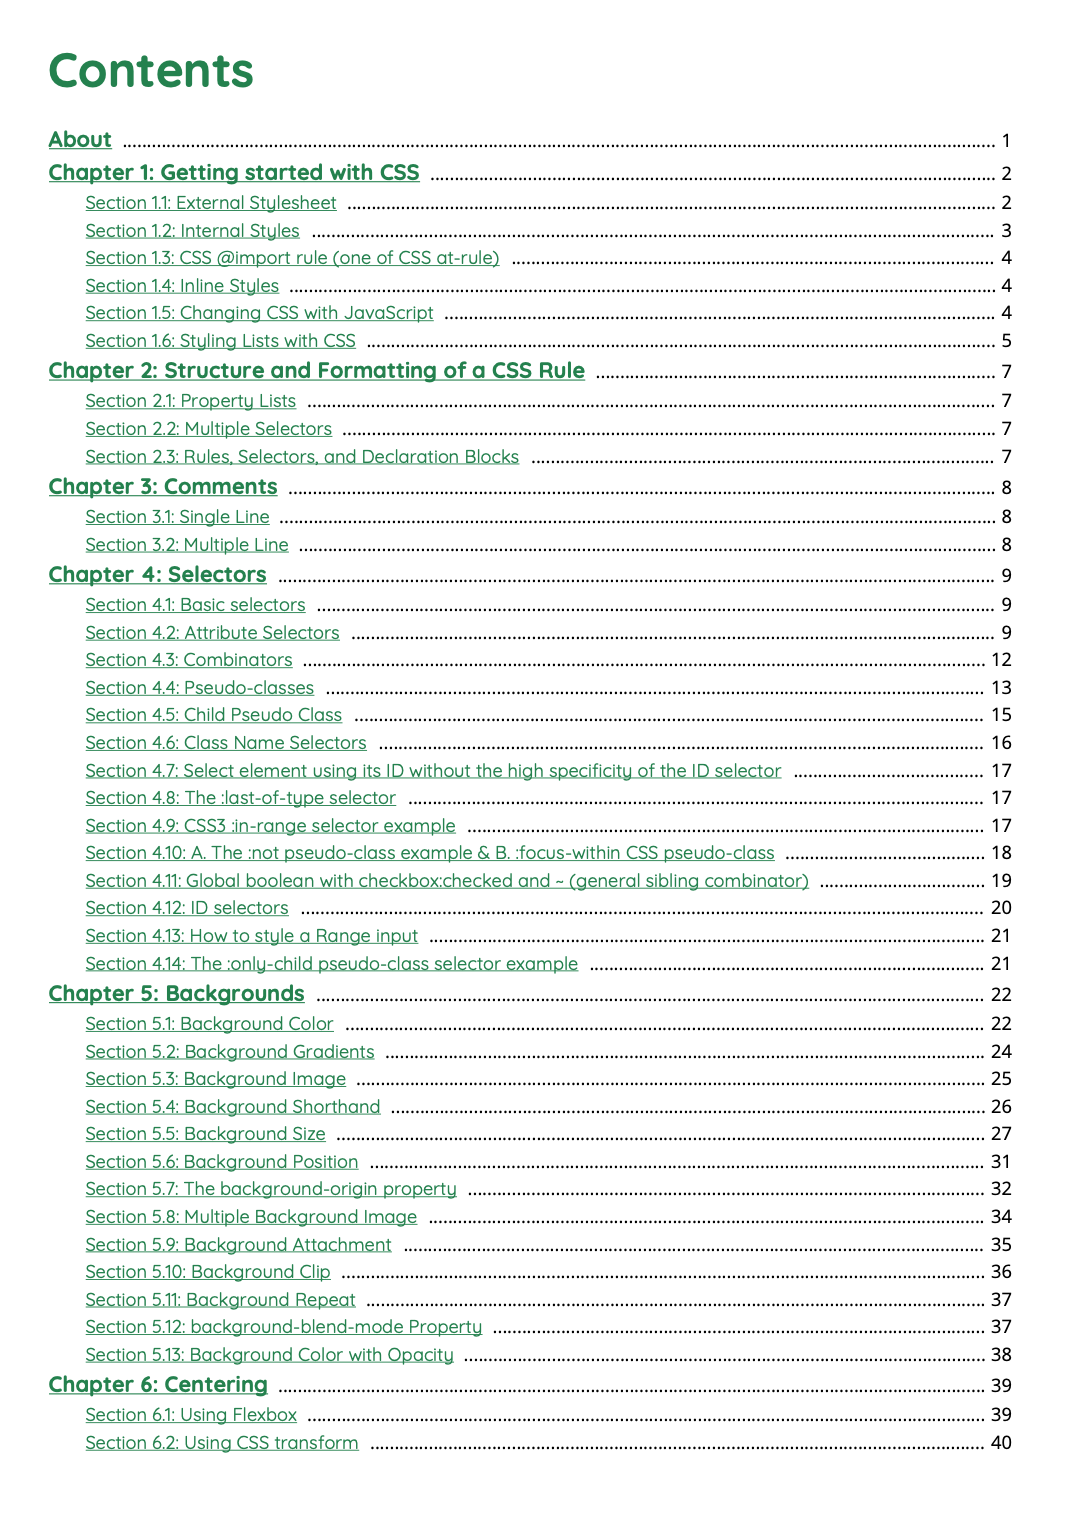 Contents
About ........ 1
Chapter 1: Getting started with CSS ........ 2
Section 1.1: External Stylesheet ........ 2
Section 1.2: Internal Styles ........ 3
Section 1.3: CSS @import rule (one of CSS at-rule) ........ 4
Section 1.4: Inline Styles ........ 4
Section 1.5: Changing CSS with JavaScript ........ 4
Section 1.6: Styling Lists with CSS ........ 5
Chapter 2: Structure and Formatting of a CSS Rule ........ 7
Section 2.1: Property Lists ........ 7
Section 2.2: Multiple Selectors ........ 7
Section 2.3: Rules, Selectors, and Declaration Blocks ........ 7
Chapter 3: Comments ........ 8
Section 3.1: Single Line ........ 8
Section 3.2: Multiple Line ........ 8
Chapter 4: Selectors ........ 9
Section 4.1: Basic selectors ........ 9
Section 4.2: Attribute Selectors ........ 9
Section 4.3: Combinators ........ 12
Section 4.4: Pseudo-classes ........ 13
Section 4.5: Child Pseudo Class ........ 15
Section 4.6: Class Name Selectors ........ 16
Section 4.7: Select element using its ID without the high specificity of the ID selector ........ 17
Section 4.8: The :last-of-type selector ........ 17
Section 4.9: CSS3 :in-range selector example ........ 17
Section 4.10: A. The :not pseudo-class example & B. :focus-within CSS pseudo-class ........ 18
Section 4.11: Global boolean with checkbox:checked and ~ (general sibling combinator) ........ 19
Section 4.12: ID selectors ........ 20
Section 4.13: How to style a Range input ........ 21
Section 4.14: The :only-child pseudo-class selector example ........ 21
Chapter 5: Backgrounds ........ 22
Section 5.1: Background Color ........ 22
Section 5.2: Background Gradients ........ 24
Section 5.3: Background Image ........ 25
Section 5.4: Background Shorthand ........ 26
Section 5.5: Background Size ........ 27
Section 5.6: Background Position ........ 31
Section 5.7: The background-origin property ........ 32
Section 5.8: Multiple Background Image ........ 34
Section 5.9: Background Attachment ........ 35
Section 5.10: Background Clip ........ 36
Section 5.11: Background Repeat ........ 37
Section 5.12: background-blend-mode Property ........ 37
Section 5.13: Background Color with Opacity ........ 38
Chapter 6: Centering ........ 39
Section 6.1: Using Flexbox ........ 39
Section 6.2: Using CSS transform ........ 40